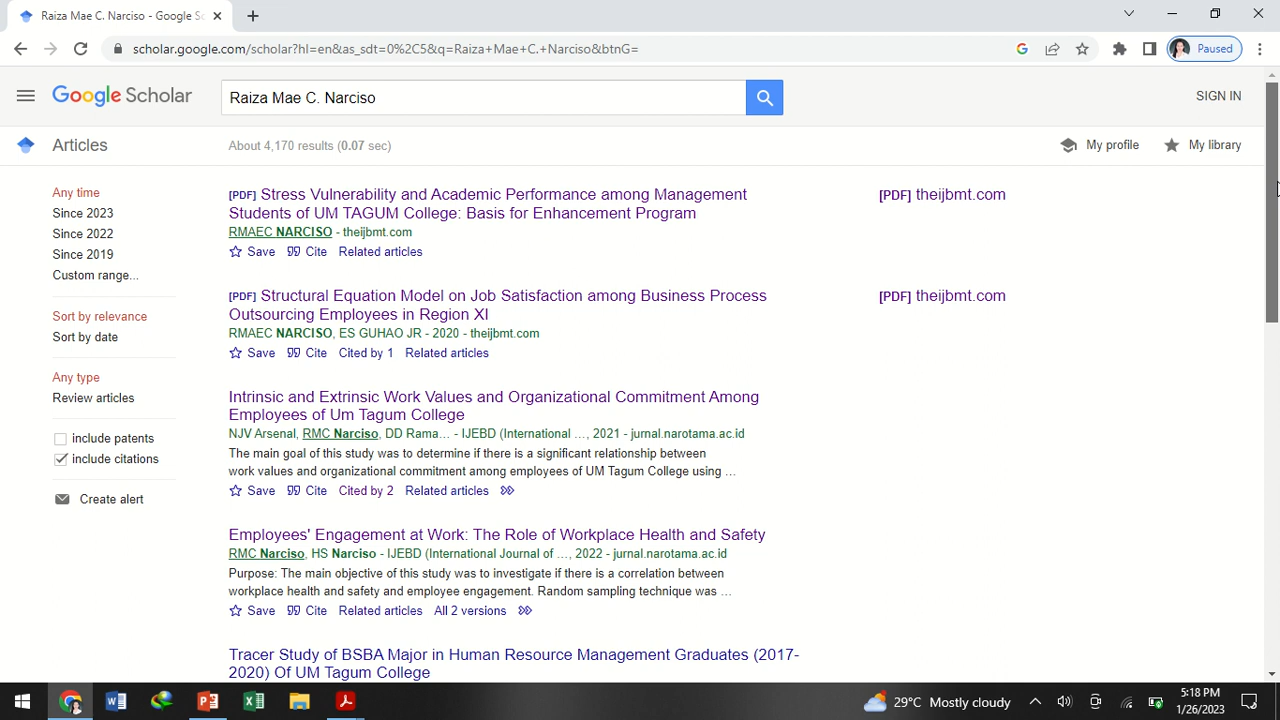 Raiza Mae C. Narciso - Google Sc
scholar.google.com/scholar?hl=en&as_sdt=0%2C5&q=Raiza+Mae+C.+Narciso&btnG=
Paused
Google Scholar
Raiza Mae C. Narciso
SIGN IN
Articles
About 4,170 results (0.07 sec)
My profile
My library
Any time
Since 2023
Since 2022
Since 2019
Custom range...
Sort by relevance
Sort by date
Any type
Review articles
include patents
include citations
Create alert
[PDF] Stress Vulnerability and Academic Performance among Management
Students of UM TAGUM College: Basis for Enhancement Program
RMAEC NARCISO - theijbmt.com
Save Cite Related articles
[PDF] theijbmt.com
[PDF] Structural Equation Model on Job Satisfaction among Business Process
Outsourcing Employees in Region XI
RMAEC NARCISO, ES GUHAO JR - 2020 - theijbmt.com
Save Cite Cited by 1 Related articles
[PDF] theijbmt.com
Intrinsic and Extrinsic Work Values and Organizational Commitment Among
Employees of Um Tagum College
NJV Arsenal, RMC Narciso, DD Rama… - IJEBD (International …, 2021 - jurnal.narotama.ac.id
The main goal of this study was to determine if there is a significant relationship between
work values and organizational commitment among employees of UM Tagum College using …
Save Cite Cited by 2 Related articles
Employees' Engagement at Work: The Role of Workplace Health and Safety
RMC Narciso, HS Narciso - IJEBD (International Journal of …, 2022 - jurnal.narotama.ac.id
Purpose: The main objective of this study was to investigate if there is a correlation between
workplace health and safety and employee engagement. Random sampling technique was …
Save Cite Related articles All 2 versions
Tracer Study of BSBA Major in Human Resource Management Graduates (2017-
2020) Of UM Tagum College
29°C Mostly cloudy
5:18 PM
1/26/2023